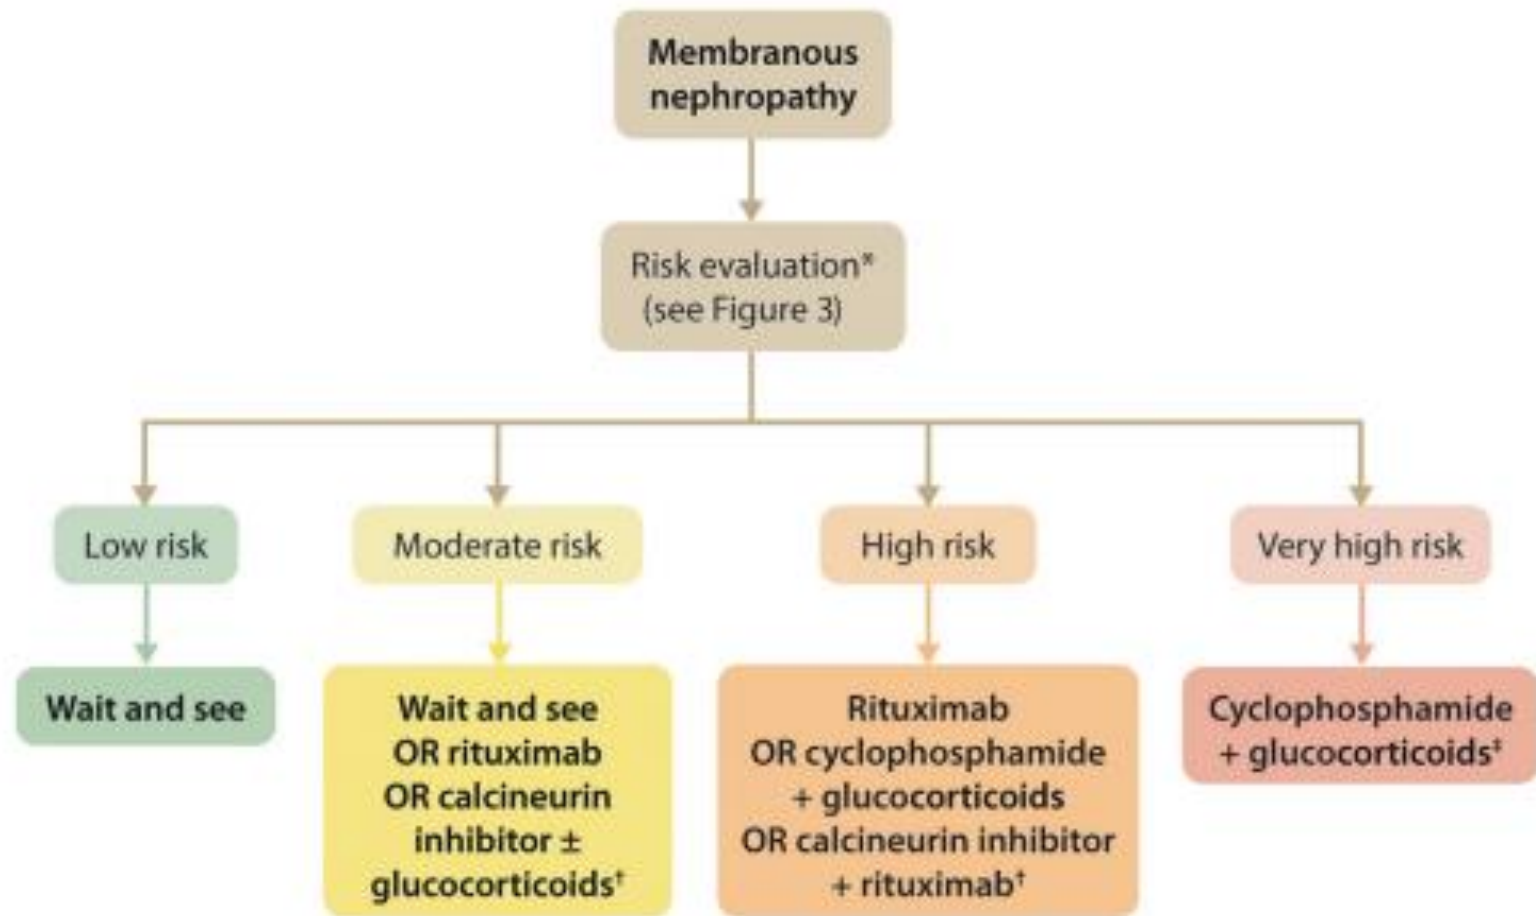 Membranous
nephropathy
Risk evaluation*
(see Figure 3)
Low risk
Moderate risk
High risk
Very high risk
Wait and see
Wait and see
OR rituximab
OR calcineurin
inhibitor ±
glucocorticoids†
Rituximab
OR cyclophosphamide
+ glucocorticoids
OR calcineurin inhibitor
+ rituximab†
Cyclophosphamide
+ glucocorticoids‡